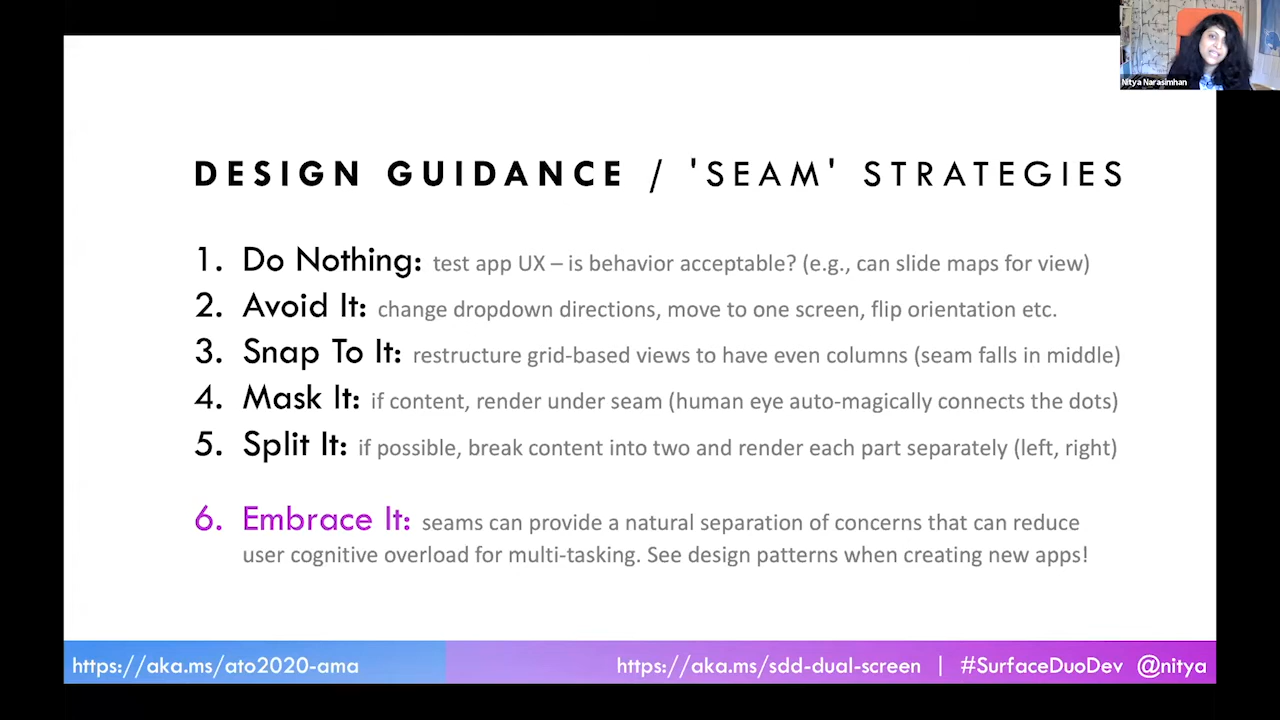 Nitya Narasimhan
DESIGN GUIDANCE / 'SEAM' STRATEGIES
1. Do Nothing: test app UX – is behavior acceptable? (e.g., can slide maps for view)
2. Avoid It: change dropdown directions, move to one screen, flip orientation etc.
3. Snap To It: restructure grid-based views to have even columns (seam falls in middle)
4. Mask It: if content, render under seam (human eye auto-magically connects the dots)
5. Split It: if possible, break content into two and render each part separately (left, right)
6. Embrace It: seams can provide a natural separation of concerns that can reduce
user cognitive overload for multi-tasking. See design patterns when creating new apps!
https://aka.ms/ato2020-ama https://aka.ms/sdd-dual-screen | #SurfaceDuoDev @nitya